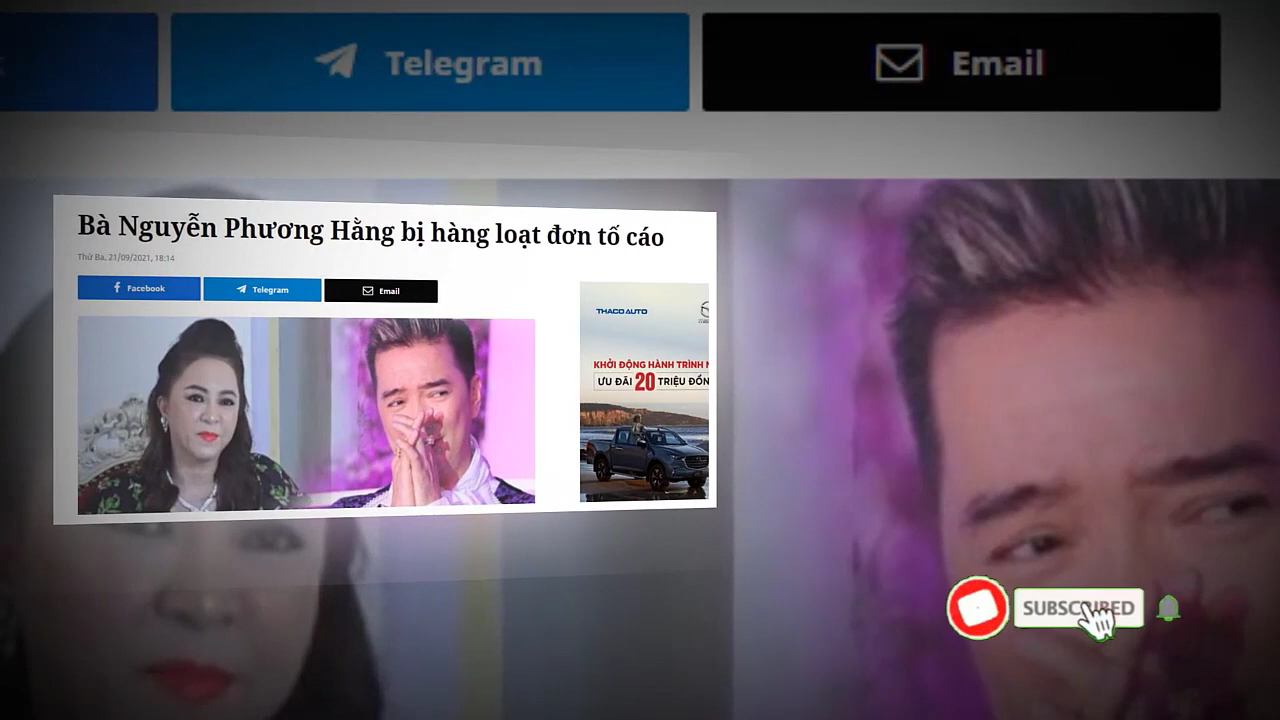 Telegram
Email
Bà Nguyễn Phương Hằng bị hàng loạt đơn tố cáo
Thứ Ba, 21/09/2021, 18:14
Facebook
Telegram
Email
THACO AUTO
KHỞI ĐỘNG HÀNH TRÌNH
ƯU ĐÃI 20 TRIỆU ĐỒN
SUBSCRIBED